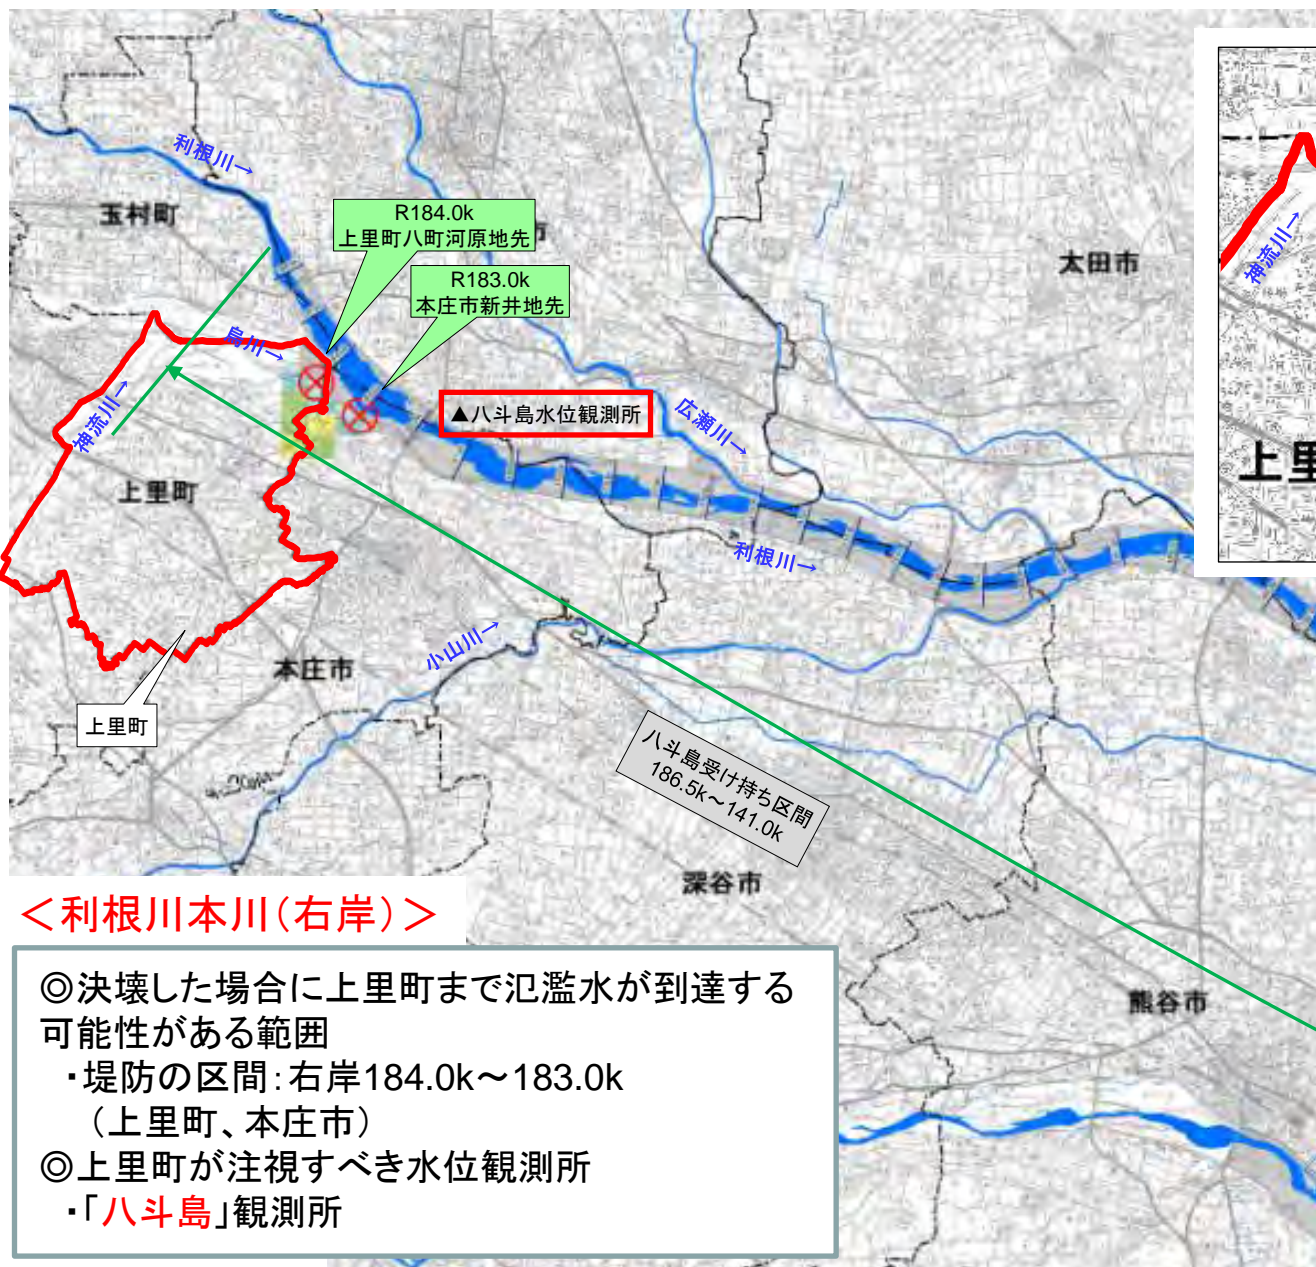 利根川→
玉村町
R184.0k
上里町八町河原地先
市
R183.0k
本庄市新井地先
太田市
神流川→
烏川→
神流川→
▲八斗島水位観測所
広瀬川→
上里
上里町
利根川→
小山川→
本庄市
上里町
八斗島受け持ち区間
186.5k～141.0k
深谷市
熊谷市
＜利根川本川(右岸)＞
◎決壊した場合に上里町まで氾濫水が到達する
可能性がある範囲
・堤防の区間：右岸184.0k～183.0k
（上里町、本庄市）
◎上里町が注視すべき水位観測所
・「八斗島」観測所